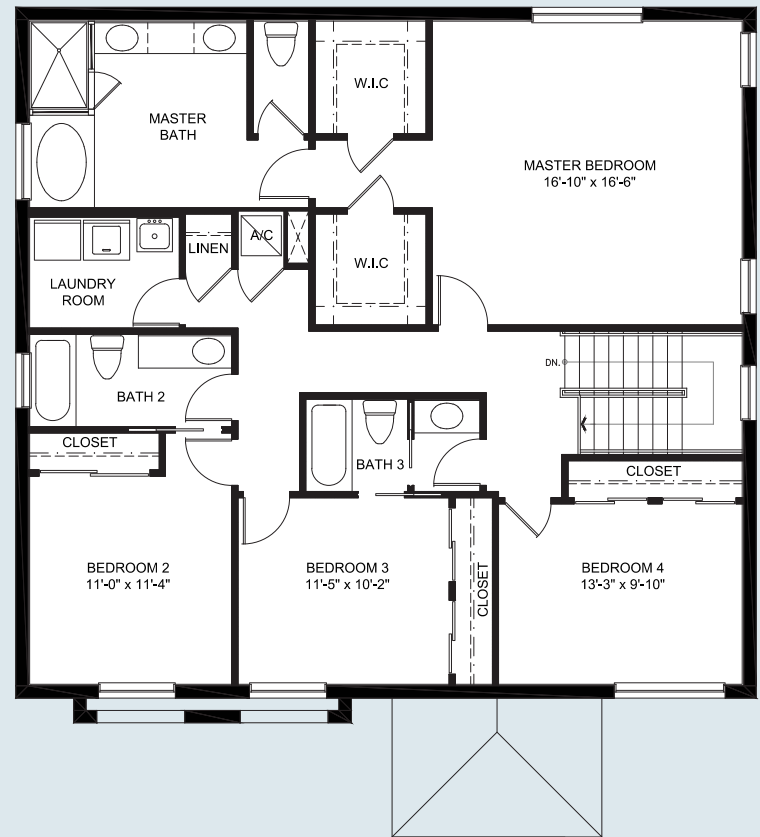 W.I.C
MASTER
BATH
MASTER BEDROOM
16'-10" x 16'-6"
A/C
LINEN
W.I.C
LAUNDRY
ROOM
DN.
BATH 2
CLOSET
BATH 3
CLOSET
BEDROOM 2
11'-0" x 11'-4"
BEDROOM 3
11'-5" x 10'-2"
CLOSET
BEDROOM 4
13'-3" x 9'-10"